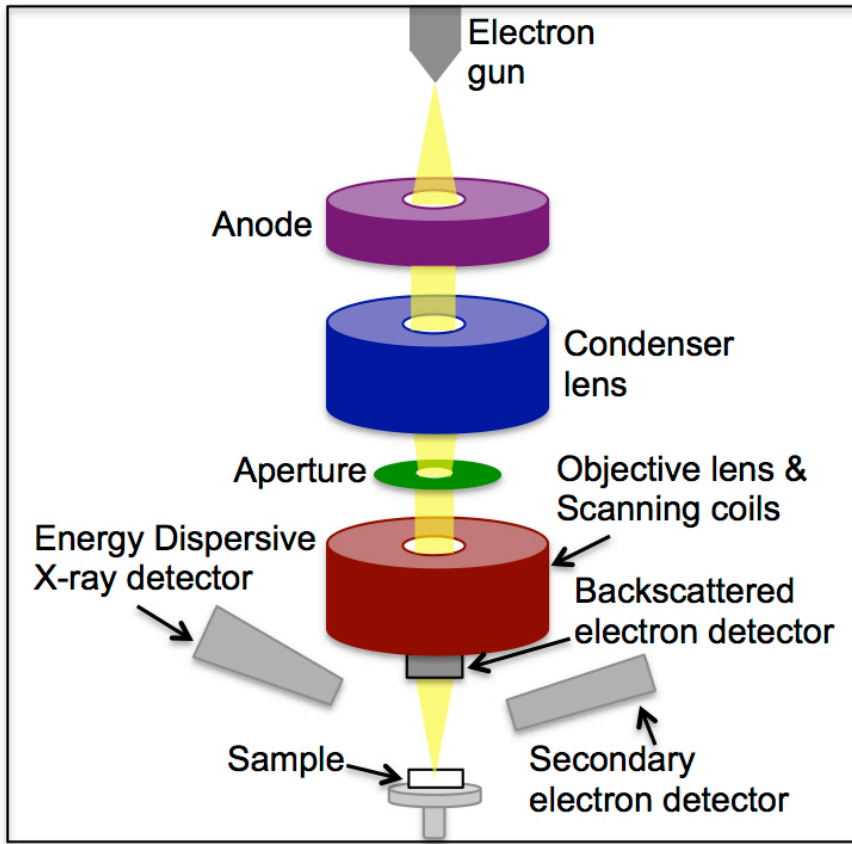 Electron
gun
Anode
Condenser
lens
Aperture
Objective lens &
Scanning coils
Energy Dispersive
X-ray detector
Backscattered
electron detector
Sample
Secondary
electron detector